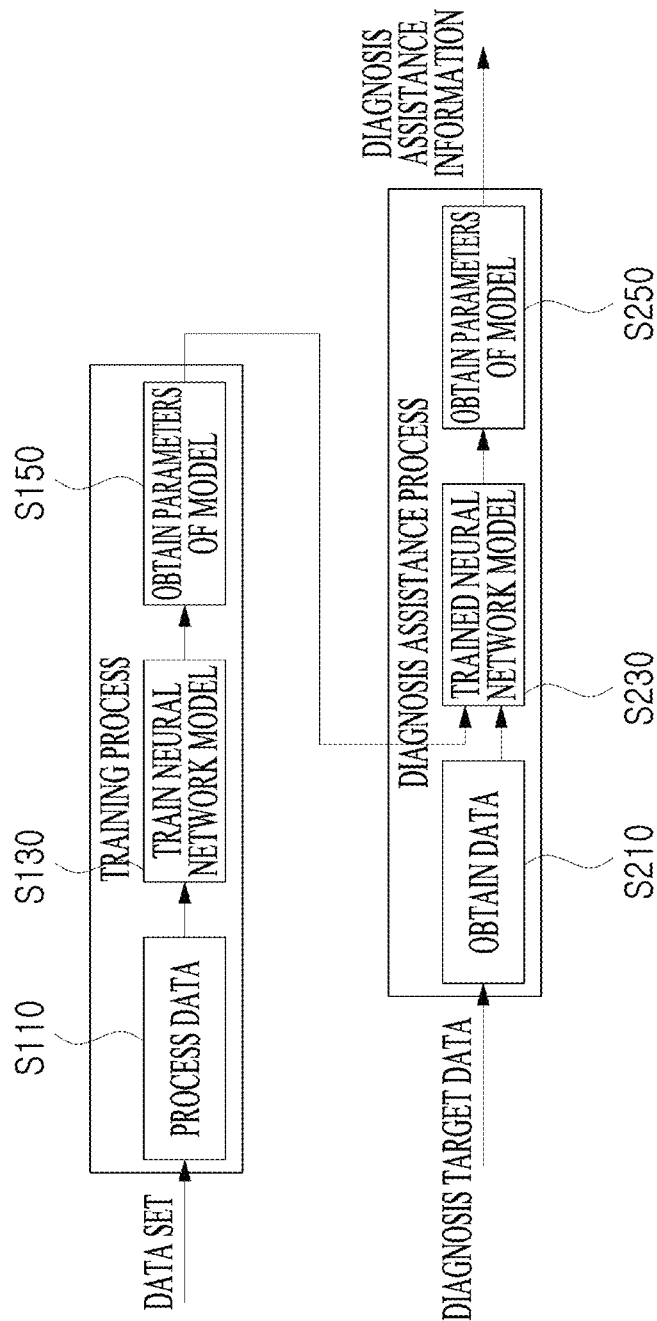 S110
S130
S150
TRAINING PROCESS
DATA SET
PROCESS DATA
TRAIN NEURAL
NETWORK MODEL
OBTAIN PARAMETERS
OF MODEL
DIAGNOSIS ASSISTANCE PROCESS
DIAGNOSIS TARGET DATA
OBTAIN DATA
TRAINED NEURAL
NETWORK MODEL
OBTAIN PARAMETERS
OF MODEL
DIAGNOSIS
ASSISTANCE
INFORMATION
S210
S230
S250